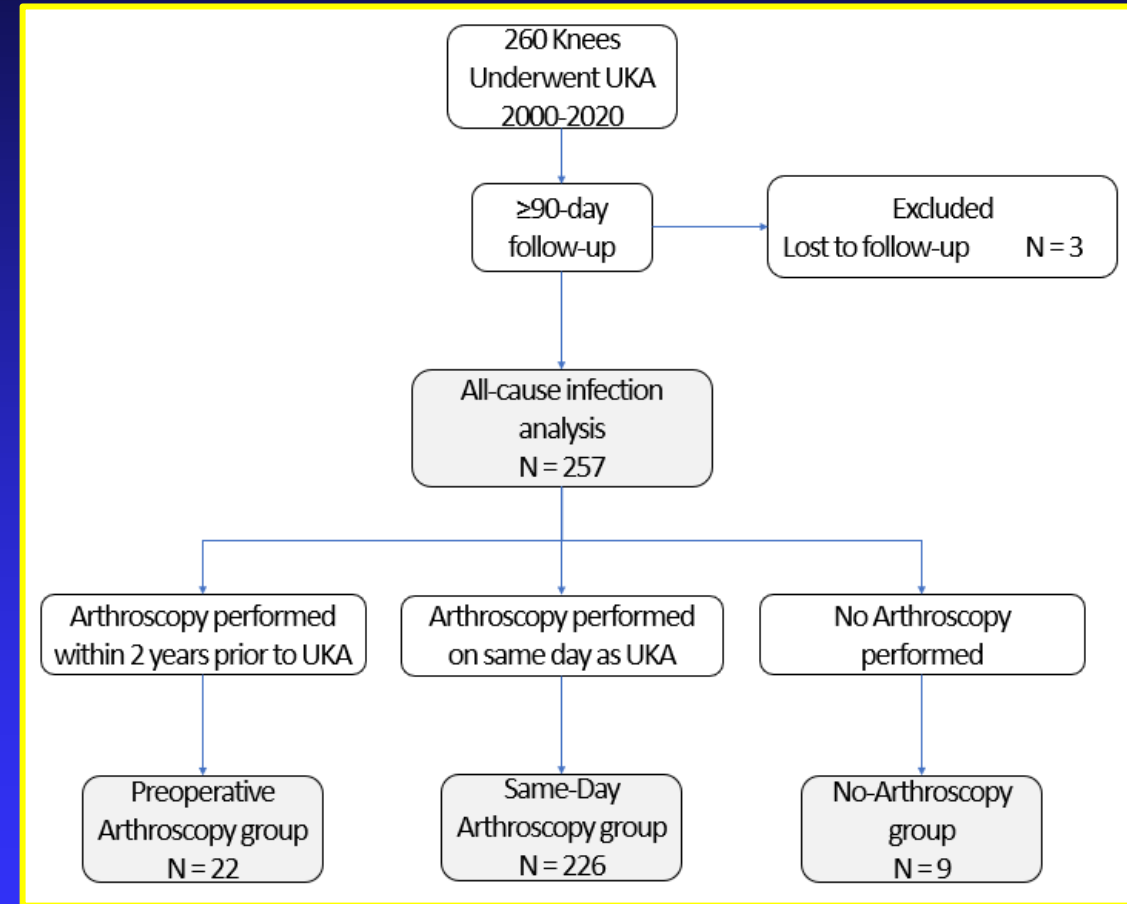 260 Knees
Underwent UKA
2000-2020
≥90-day
follow-up
Excluded
Lost to follow-up N = 3
All-cause infection
analysis
N = 257
Arthroscopy performed
within 2 years prior to UKA
Arthroscopy performed
on same day as UKA
No Arthroscopy
performed
Preoperative
Arthroscopy group
N = 22
Same-Day
Arthroscopy group
N = 226
No-Arthroscopy
group
N = 9